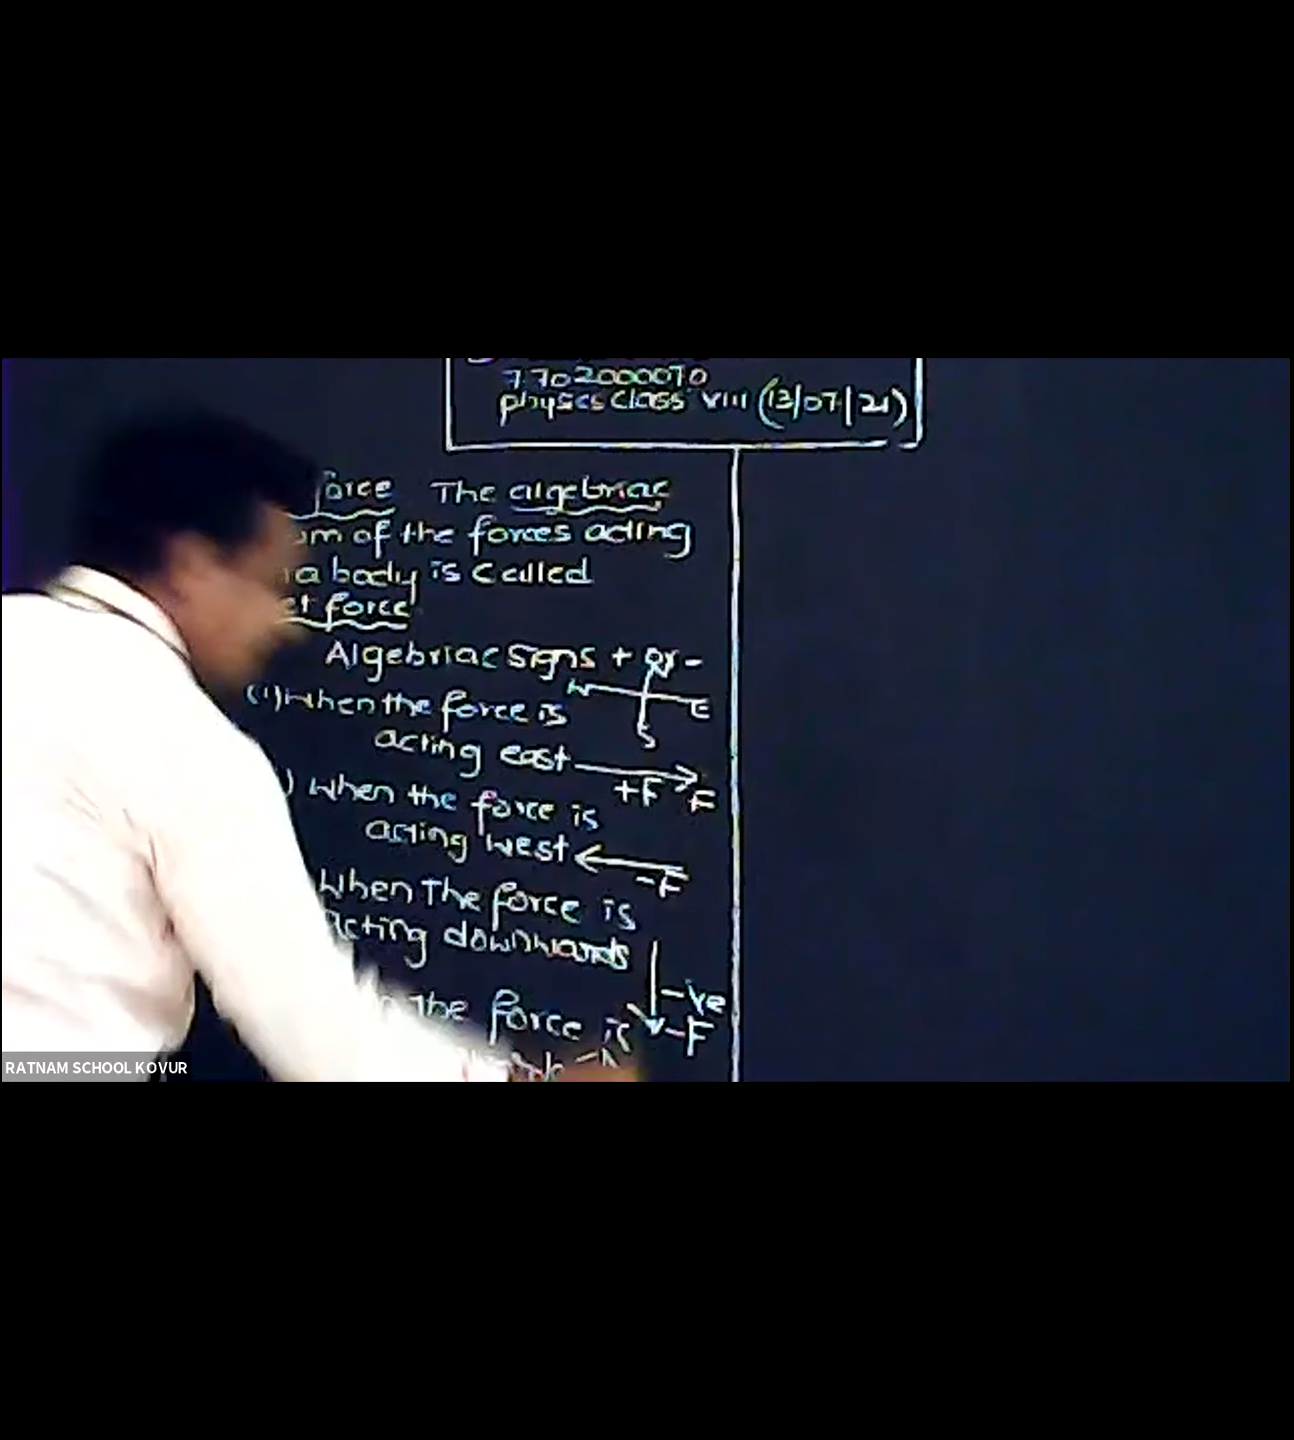 7702000070
physics Class VIII (13/07/21)
force The algebriac
um of the forces acting
a body is Called
et force
Algebriac Signs + or -
(i) when the force is
W E
S
acting east
+F F
) when the force is
acting west
-F
When The force is
acting downwards
-ve
the force is
-F
RATNAM SCHOOL KOVUR